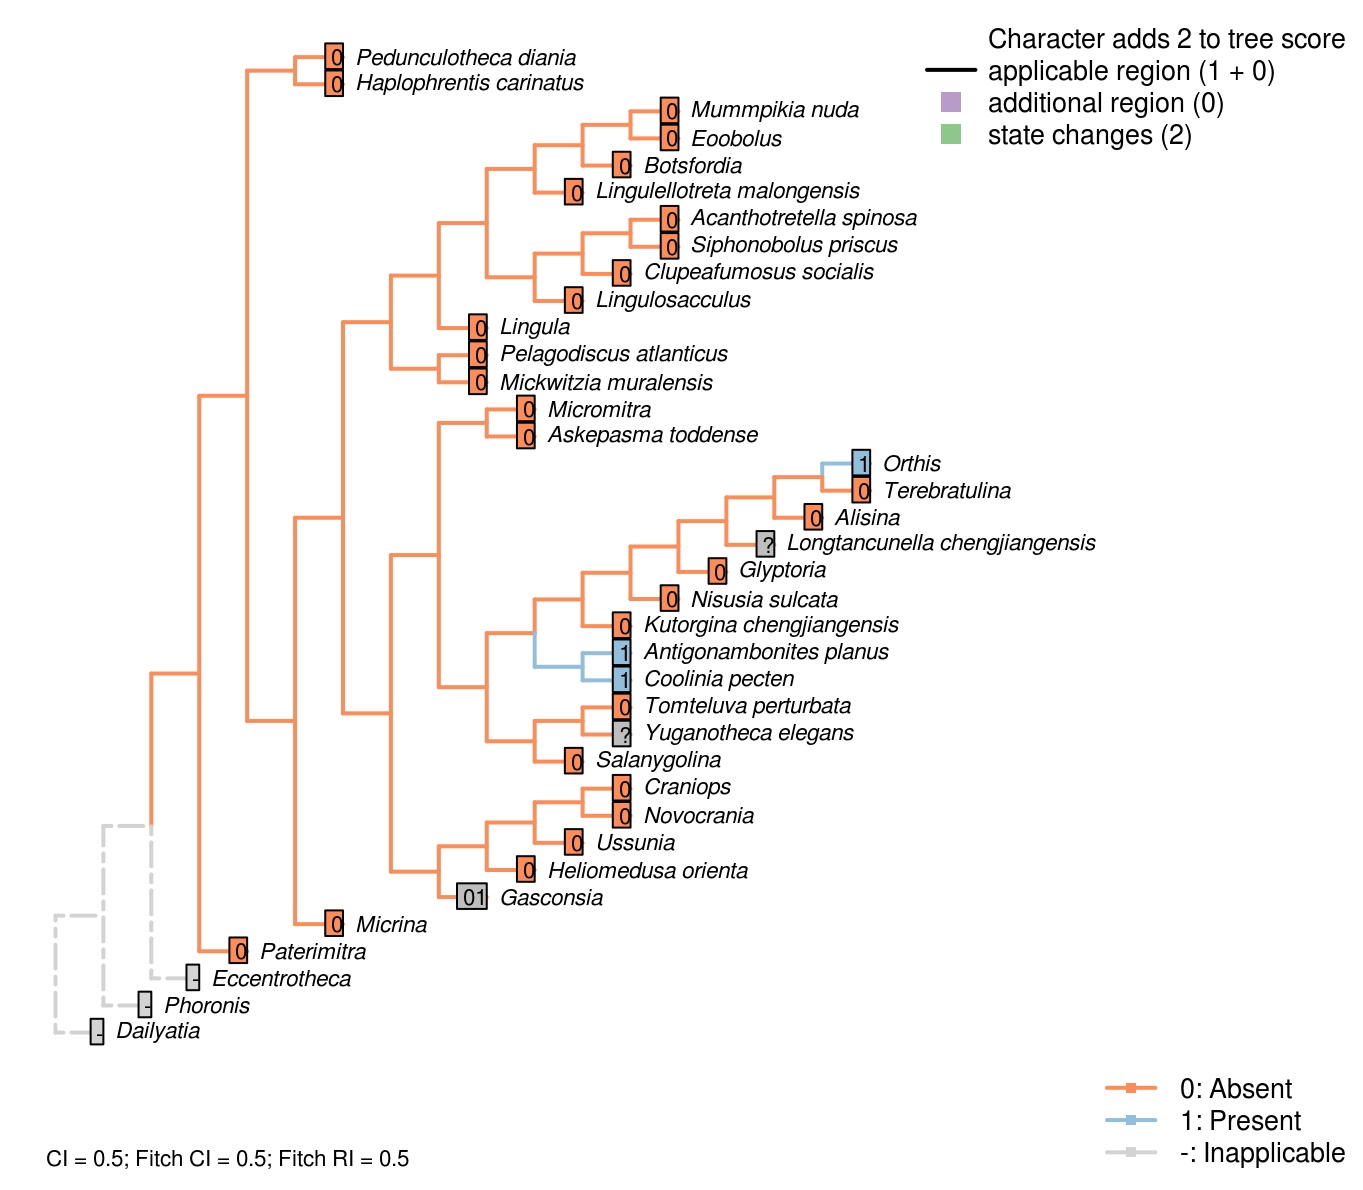 Character adds 2 to tree score
applicable region (1 + 0)
additional region (0)
state changes (2)
0 Pedunculotheca diania
0 Haplophrentis carinatus
0 Mummpikia nuda
0 Eoobolus
0 Botsfordia
0 Lingulellotreta malongensis
0 Acanthotretella spinosa
0 Siphonobolus priscus
0 Clupeafumosus socialis
0 Lingulosacculus
0 Lingula
0 Pelagodiscus atlanticus
0 Mickwitzia muralensis
0 Micromitra
0 Askepasma toddense
1 Orthis
0 Terebratulina
0 Alisina
? Longtancunella chengjiangensis
0 Glyptoria
0 Nisusia sulcata
0 Kutorgina chengjiangensis
1 Antigonambonites planus
1 Coolinia pecten
0 Tomteluva perturbata
? Yuganotheca elegans
0 Salanygolina
0 Craniops
0 Novocrania
0 Ussunia
0 Heliomedusa orienta
01 Gasconsia
0 Micrina
0 Paterimitra
- Eccentrotheca
- Phoronis
- Dailyatia
0: Absent
1: Present
-: Inapplicable
CI = 0.5; Fitch CI = 0.5; Fitch RI = 0.5